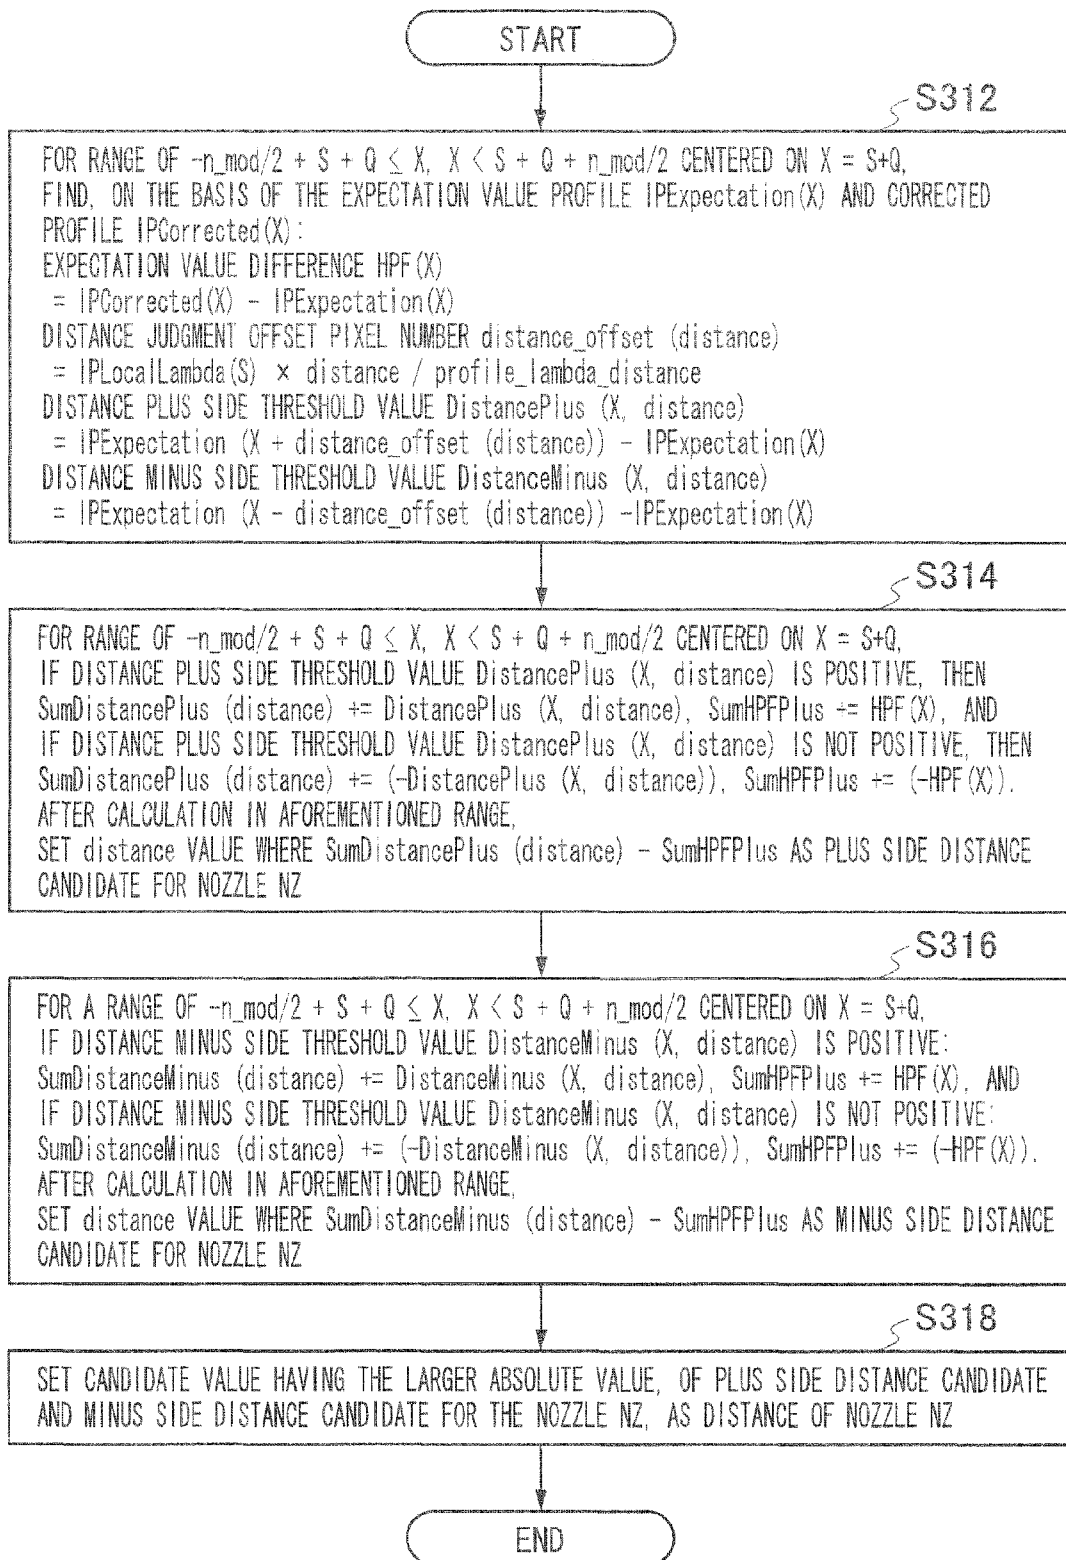 START
S312
FOR RANGE OF -n_mod/2 + S + Q ≤ X, X < S + Q + n_mod/2 CENTERED ON X = S+Q,
FIND, ON THE BASIS OF THE EXPECTATION VALUE PROFILE IPExpectation(X) AND CORRECTED
PROFILE IPCorrected(X):
EXPECTATION VALUE DIFFERENCE HPF(X)
= IPCorrected(X) - IPExpectation(X)
DISTANCE JUDGMENT OFFSET PIXEL NUMBER distance_offset (distance)
= IPLocalLambda(S) × distance / profile_lambda_distance
DISTANCE PLUS SIDE THRESHOLD VALUE DistancePlus (X, distance)
= IPExpectation (X + distance_offset (distance)) - IPExpectation(X)
DISTANCE MINUS SIDE THRESHOLD VALUE DistanceMinus (X, distance)
= IPExpectation (X - distance_offset (distance)) -IPExpectation(X)
S314
FOR RANGE OF -n_mod/2 + S + Q ≤ X, X < S + Q + n_mod/2 CENTERED ON X = S+Q,
IF DISTANCE PLUS SIDE THRESHOLD VALUE DistancePlus (X, distance) IS POSITIVE, THEN
SumDistancePlus (distance) += DistancePlus (X, distance), SumHPFPlus += HPF(X), AND
IF DISTANCE PLUS SIDE THRESHOLD VALUE DistancePlus (X, distance) IS NOT POSITIVE, THEN
SumDistancePlus (distance) += (-DistancePlus (X, distance)), SumHPFPlus += (-HPF(X)).
AFTER CALCULATION IN AFOREMENTIONED RANGE,
SET distance VALUE WHERE SumDistancePlus (distance) - SumHPFPlus AS PLUS SIDE DISTANCE
CANDIDATE FOR NOZZLE NZ
S316
FOR A RANGE OF -n_mod/2 + S + Q ≤ X, X < S + Q + n_mod/2 CENTERED ON X = S+Q,
IF DISTANCE MINUS SIDE THRESHOLD VALUE DistanceMinus (X, distance) IS POSITIVE:
SumDistanceMinus (distance) += DistanceMinus (X, distance), SumHPFPlus += HPF(X), AND
IF DISTANCE MINUS SIDE THRESHOLD VALUE DistanceMinus (X, distance) IS NOT POSITIVE:
SumDistanceMinus (distance) += (-DistanceMinus (X, distance)), SumHPFPlus += (-HPF(X)).
AFTER CALCULATION IN AFOREMENTIONED RANGE,
SET distance VALUE WHERE SumDistanceMinus (distance) - SumHPFPlus AS MINUS SIDE DISTANCE
CANDIDATE FOR NOZZLE NZ
S318
SET CANDIDATE VALUE HAVING THE LARGER ABSOLUTE VALUE, OF PLUS SIDE DISTANCE CANDIDATE
AND MINUS SIDE DISTANCE CANDIDATE FOR THE NOZZLE NZ, AS DISTANCE OF NOZZLE NZ
END